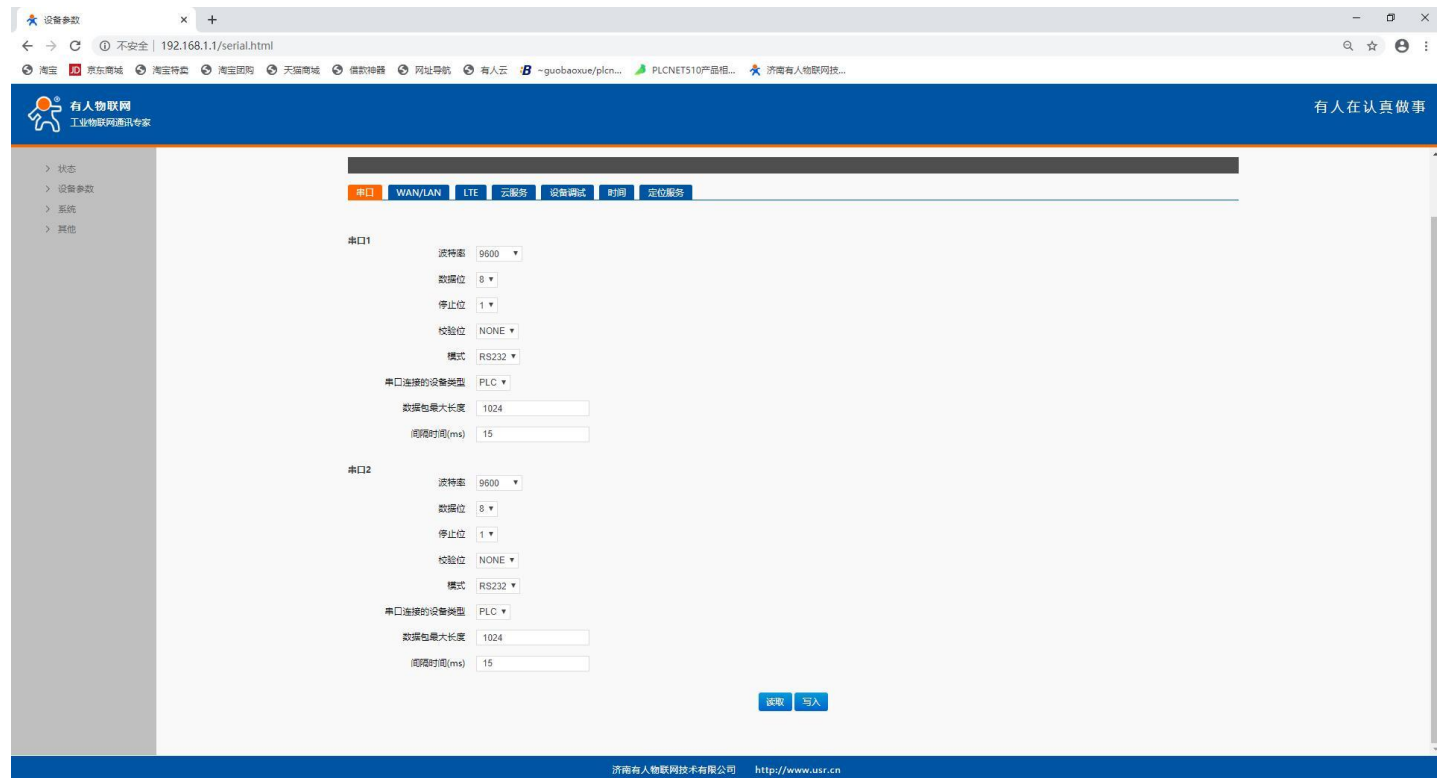 设备参数
不安全 | 192.168.1.1/serial.html
淘宝 JD 京东商城 淘宝特卖 淘宝团购 天猫商城 借款神器 网址导航 有人云 ~guobaoxue/plcn... PLCNET510产品相... 济南有人物联网技...
有人物联网
工业物联网通讯专家
有人在认真做事
> 状态
> 设备参数
> 系统
> 其他
串口 WAN/LAN LTE 云服务 设备调试 时间 定位服务
串口1
波特率 9600
数据位 8
停止位 1
校验位 NONE
模式 RS232
串口连接的设备类型 PLC
数据包最大长度 1024
间隔时间(ms) 15
串口2
波特率 9600
数据位 8
停止位 1
校验位 NONE
模式 RS232
串口连接的设备类型 PLC
数据包最大长度 1024
间隔时间(ms) 15
读取 写入
济南有人物联网技术有限公司 http://www.usr.cn